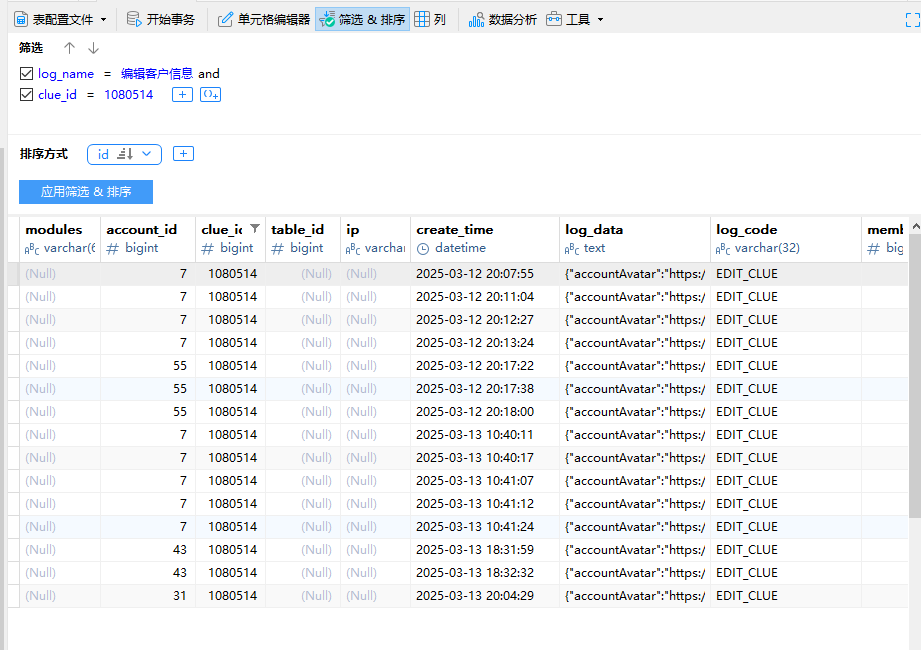 表配置文件 开始事务 单元格编辑器 筛选 & 排序 列 数据分析 工具
筛选
log_name = 编辑客户信息 and
clue_id = 1080514
排序方式 id
应用筛选 & 排序
modules account_id clue_ic table_id ip create_time log_data log_code memb
ABC varchar(6 # bigint # bigint # bigint ABC varchar datetime ABC text ABC varchar(32) # big
(Null) 7 1080514 (Null) (Null) 2025-03-12 20:07:55 {"accountAvatar":"https:/ EDIT_CLUE
(Null) 7 1080514 (Null) (Null) 2025-03-12 20:11:04 {"accountAvatar":"https:/ EDIT_CLUE
(Null) 7 1080514 (Null) (Null) 2025-03-12 20:12:27 {"accountAvatar":"https:/ EDIT_CLUE
(Null) 7 1080514 (Null) (Null) 2025-03-12 20:13:24 {"accountAvatar":"https:/ EDIT_CLUE
(Null) 55 1080514 (Null) (Null) 2025-03-12 20:17:22 {"accountAvatar":"https:/ EDIT_CLUE
(Null) 55 1080514 (Null) (Null) 2025-03-12 20:17:38 {"accountAvatar":"https:/ EDIT_CLUE
(Null) 55 1080514 (Null) (Null) 2025-03-12 20:18:00 {"accountAvatar":"https:/ EDIT_CLUE
(Null) 7 1080514 (Null) (Null) 2025-03-13 10:40:11 {"accountAvatar":"https:/ EDIT_CLUE
(Null) 7 1080514 (Null) (Null) 2025-03-13 10:40:17 {"accountAvatar":"https:/ EDIT_CLUE
(Null) 7 1080514 (Null) (Null) 2025-03-13 10:41:07 {"accountAvatar":"https:/ EDIT_CLUE
(Null) 7 1080514 (Null) (Null) 2025-03-13 10:41:12 {"accountAvatar":"https:/ EDIT_CLUE
(Null) 7 1080514 (Null) (Null) 2025-03-13 10:41:24 {"accountAvatar":"https:/ EDIT_CLUE
(Null) 43 1080514 (Null) (Null) 2025-03-13 18:31:59 {"accountAvatar":"https:/ EDIT_CLUE
(Null) 43 1080514 (Null) (Null) 2025-03-13 18:32:32 {"accountAvatar":"https:/ EDIT_CLUE
(Null) 31 1080514 (Null) (Null) 2025-03-13 20:04:29 {"accountAvatar":"https:/ EDIT_CLUE